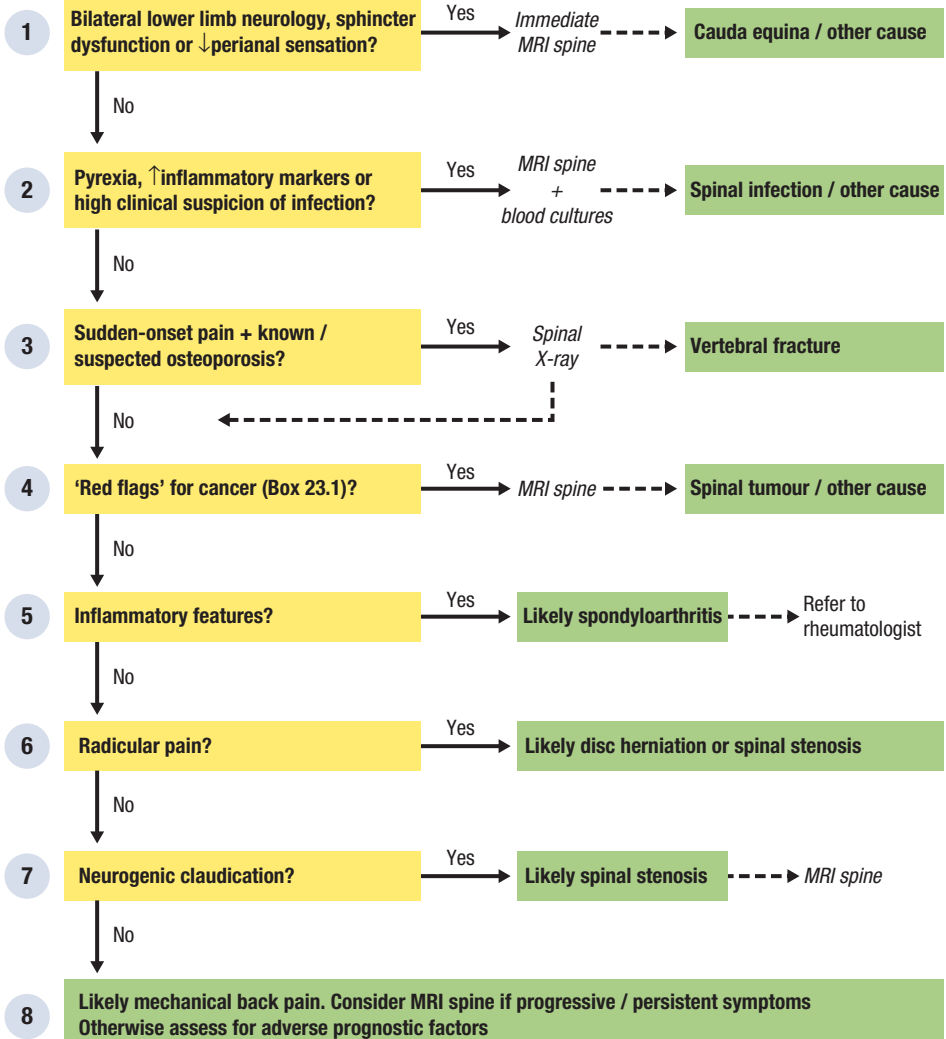 1
Bilateral lower limb neurology, sphincter
dysfunction or ↓perianal sensation?
Yes
Immediate
MRI spine
Cauda equina / other cause
No
2
Pyrexia, ↑inflammatory markers or
high clinical suspicion of infection?
Yes
MRI spine
+
blood cultures
Spinal infection / other cause
No
3
Sudden-onset pain + known /
suspected osteoporosis?
Yes
Spinal
X-ray
Vertebral fracture
No
4
‘Red flags’ for cancer (Box 23.1)?
Yes
MRI spine
Spinal tumour / other cause
No
5
Inflammatory features?
Yes
Likely spondyloarthritis
Refer to
rheumatologist
No
6
Radicular pain?
Yes
Likely disc herniation or spinal stenosis
No
7
Neurogenic claudication?
Yes
Likely spinal stenosis
MRI spine
No
8
Likely mechanical back pain. Consider MRI spine if progressive / persistent symptoms
Otherwise assess for adverse prognostic factors